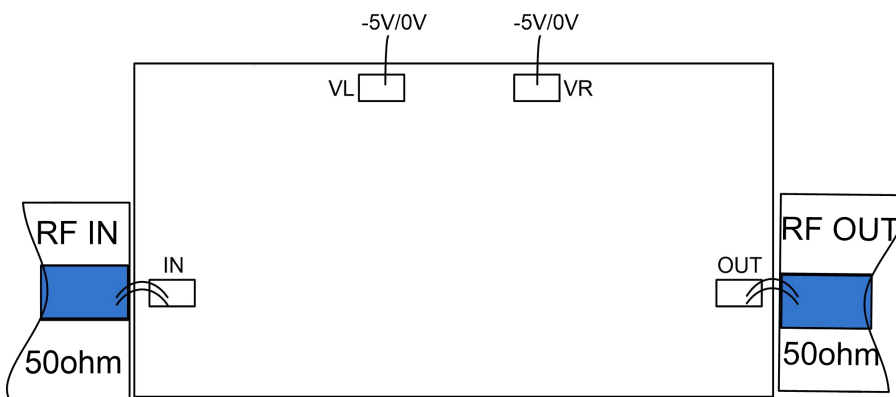 -5V/0V
-5V/0V
VL
VR
RF IN
RF OUT
IN
OUT
50ohm
50ohm